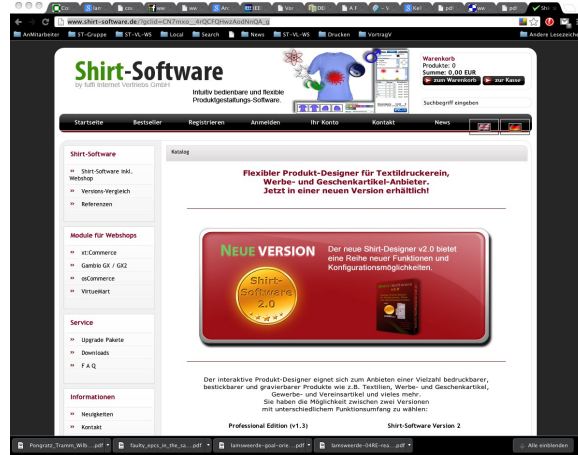 www.shirt-software.de/?gclid=CN7mxo__4rQCFQHwzAodNnQA_g
AnMitarbeiter ST-Gruppe ST-VL-WS Local Search News ST-VL-WS Drucken VortragV Andere Lesezeichen
Shirt-Software
by tuffi Internet Vertriebs GmbH
Intuitiv bedienbare und flexible
Produktgestaltungs-Software.
Warenkorb
Produkte: 0
Summe: 0,00 EUR
zum Warenkorb zur Kasse
Suchbegriff eingeben
Startseite Bestseller Registrieren Anmelden Ihr Konto Kontakt News
Shirt-Software
» Shirt-Software inkl.
Webshop
» Versions-Vergleich
» Referenzen
Module für Webshops
» xt:Commerce
» Gambio GX / GX2
» osCommerce
» VirtueMart
Service
» Upgrade Pakete
» Downloads
» F A Q
Informationen
» Neuigkeiten
» Kontakt
Katalog
Flexibler Produkt-Designer für Textildruckerein,
Werbe- und Geschenkartikel-Anbieter.
Jetzt in einer neuen Version erhältlich!
NEUE VERSION
Shirt-
Software
2.0
Der neue Shirt-Designer v2.0 bietet
eine Reihe neuer Funktionen und
Konfigurationsmöglichkeiten.
Der interaktive Produkt-Designer eignet sich zum Anbieten einer Vielzahl bedruckbarer,
bestickbarer und gravierbarer Produkte wie z.B. Textilien, Werbe- und Geschenkartikel,
Gewerbe- und Vereinsartikel und vieles mehr.
Sie haben die Möglichkeit zwischen zwei Versionen
mit unterschiedlichem Funktionsumfang zu wählen:
Professional Edition (v1.3) Shirt-Software Version 2
Pongratz_Tramm_Wilb...pdf faulty_epcs_in_the_sa...pdf lamsweerde-goal-orie...pdf lamsweerde-04RE-rea...pdf Alle einblenden